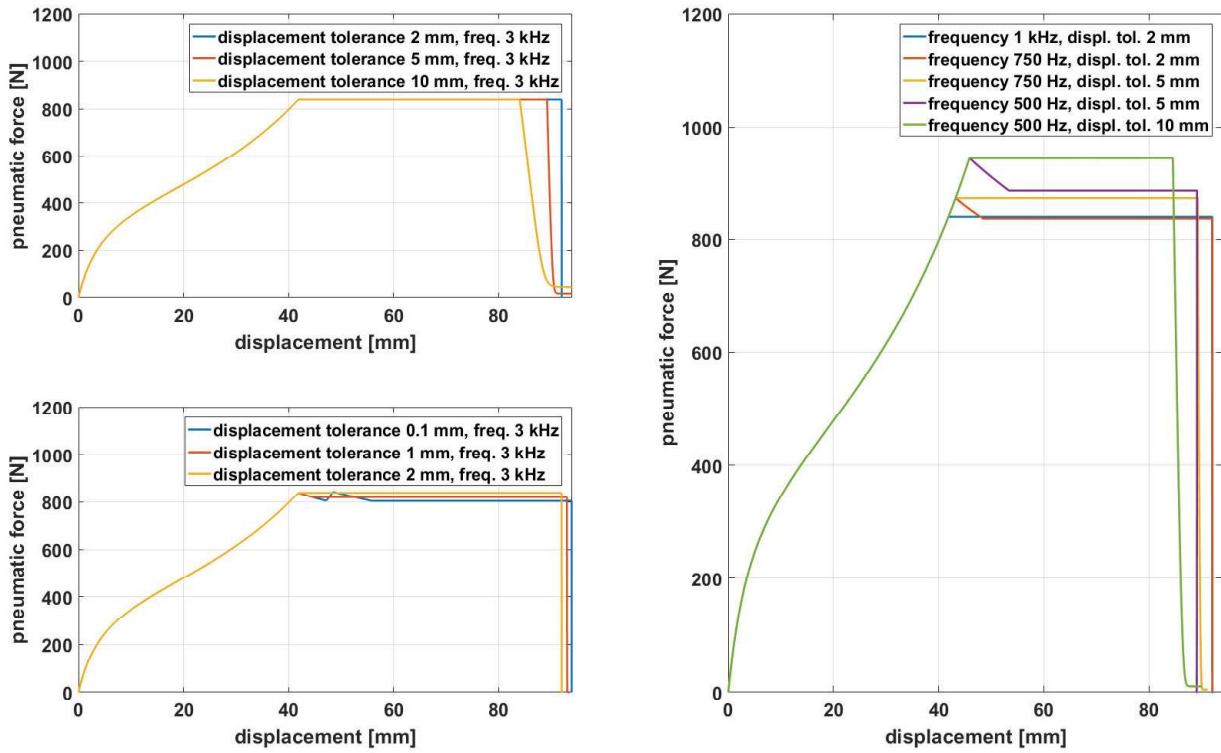 1200
1000
800
600
400
200
0
pneumatic force [N]
displacement tolerance 2 mm, freq. 3 kHz
displacement tolerance 5 mm, freq. 3 kHz
displacement tolerance 10 mm, freq. 3 kHz
0 20 40 60 80
displacement [mm]
1200
1000
800
600
400
200
0
pneumatic force [N]
displacement tolerance 0.1 mm, freq. 3 kHz
displacement tolerance 1 mm, freq. 3 kHz
displacement tolerance 2 mm, freq. 3 kHz
0 20 40 60 80
displacement [mm]
1200
1000
800
600
400
200
0
pneumatic force [N]
frequency 1 kHz, displ. tol. 2 mm
frequency 750 Hz, displ. tol. 2 mm
frequency 750 Hz, displ. tol. 5 mm
frequency 500 Hz, displ. tol. 5 mm
frequency 500 Hz, displ. tol. 10 mm
0 20 40 60 80
displacement [mm]